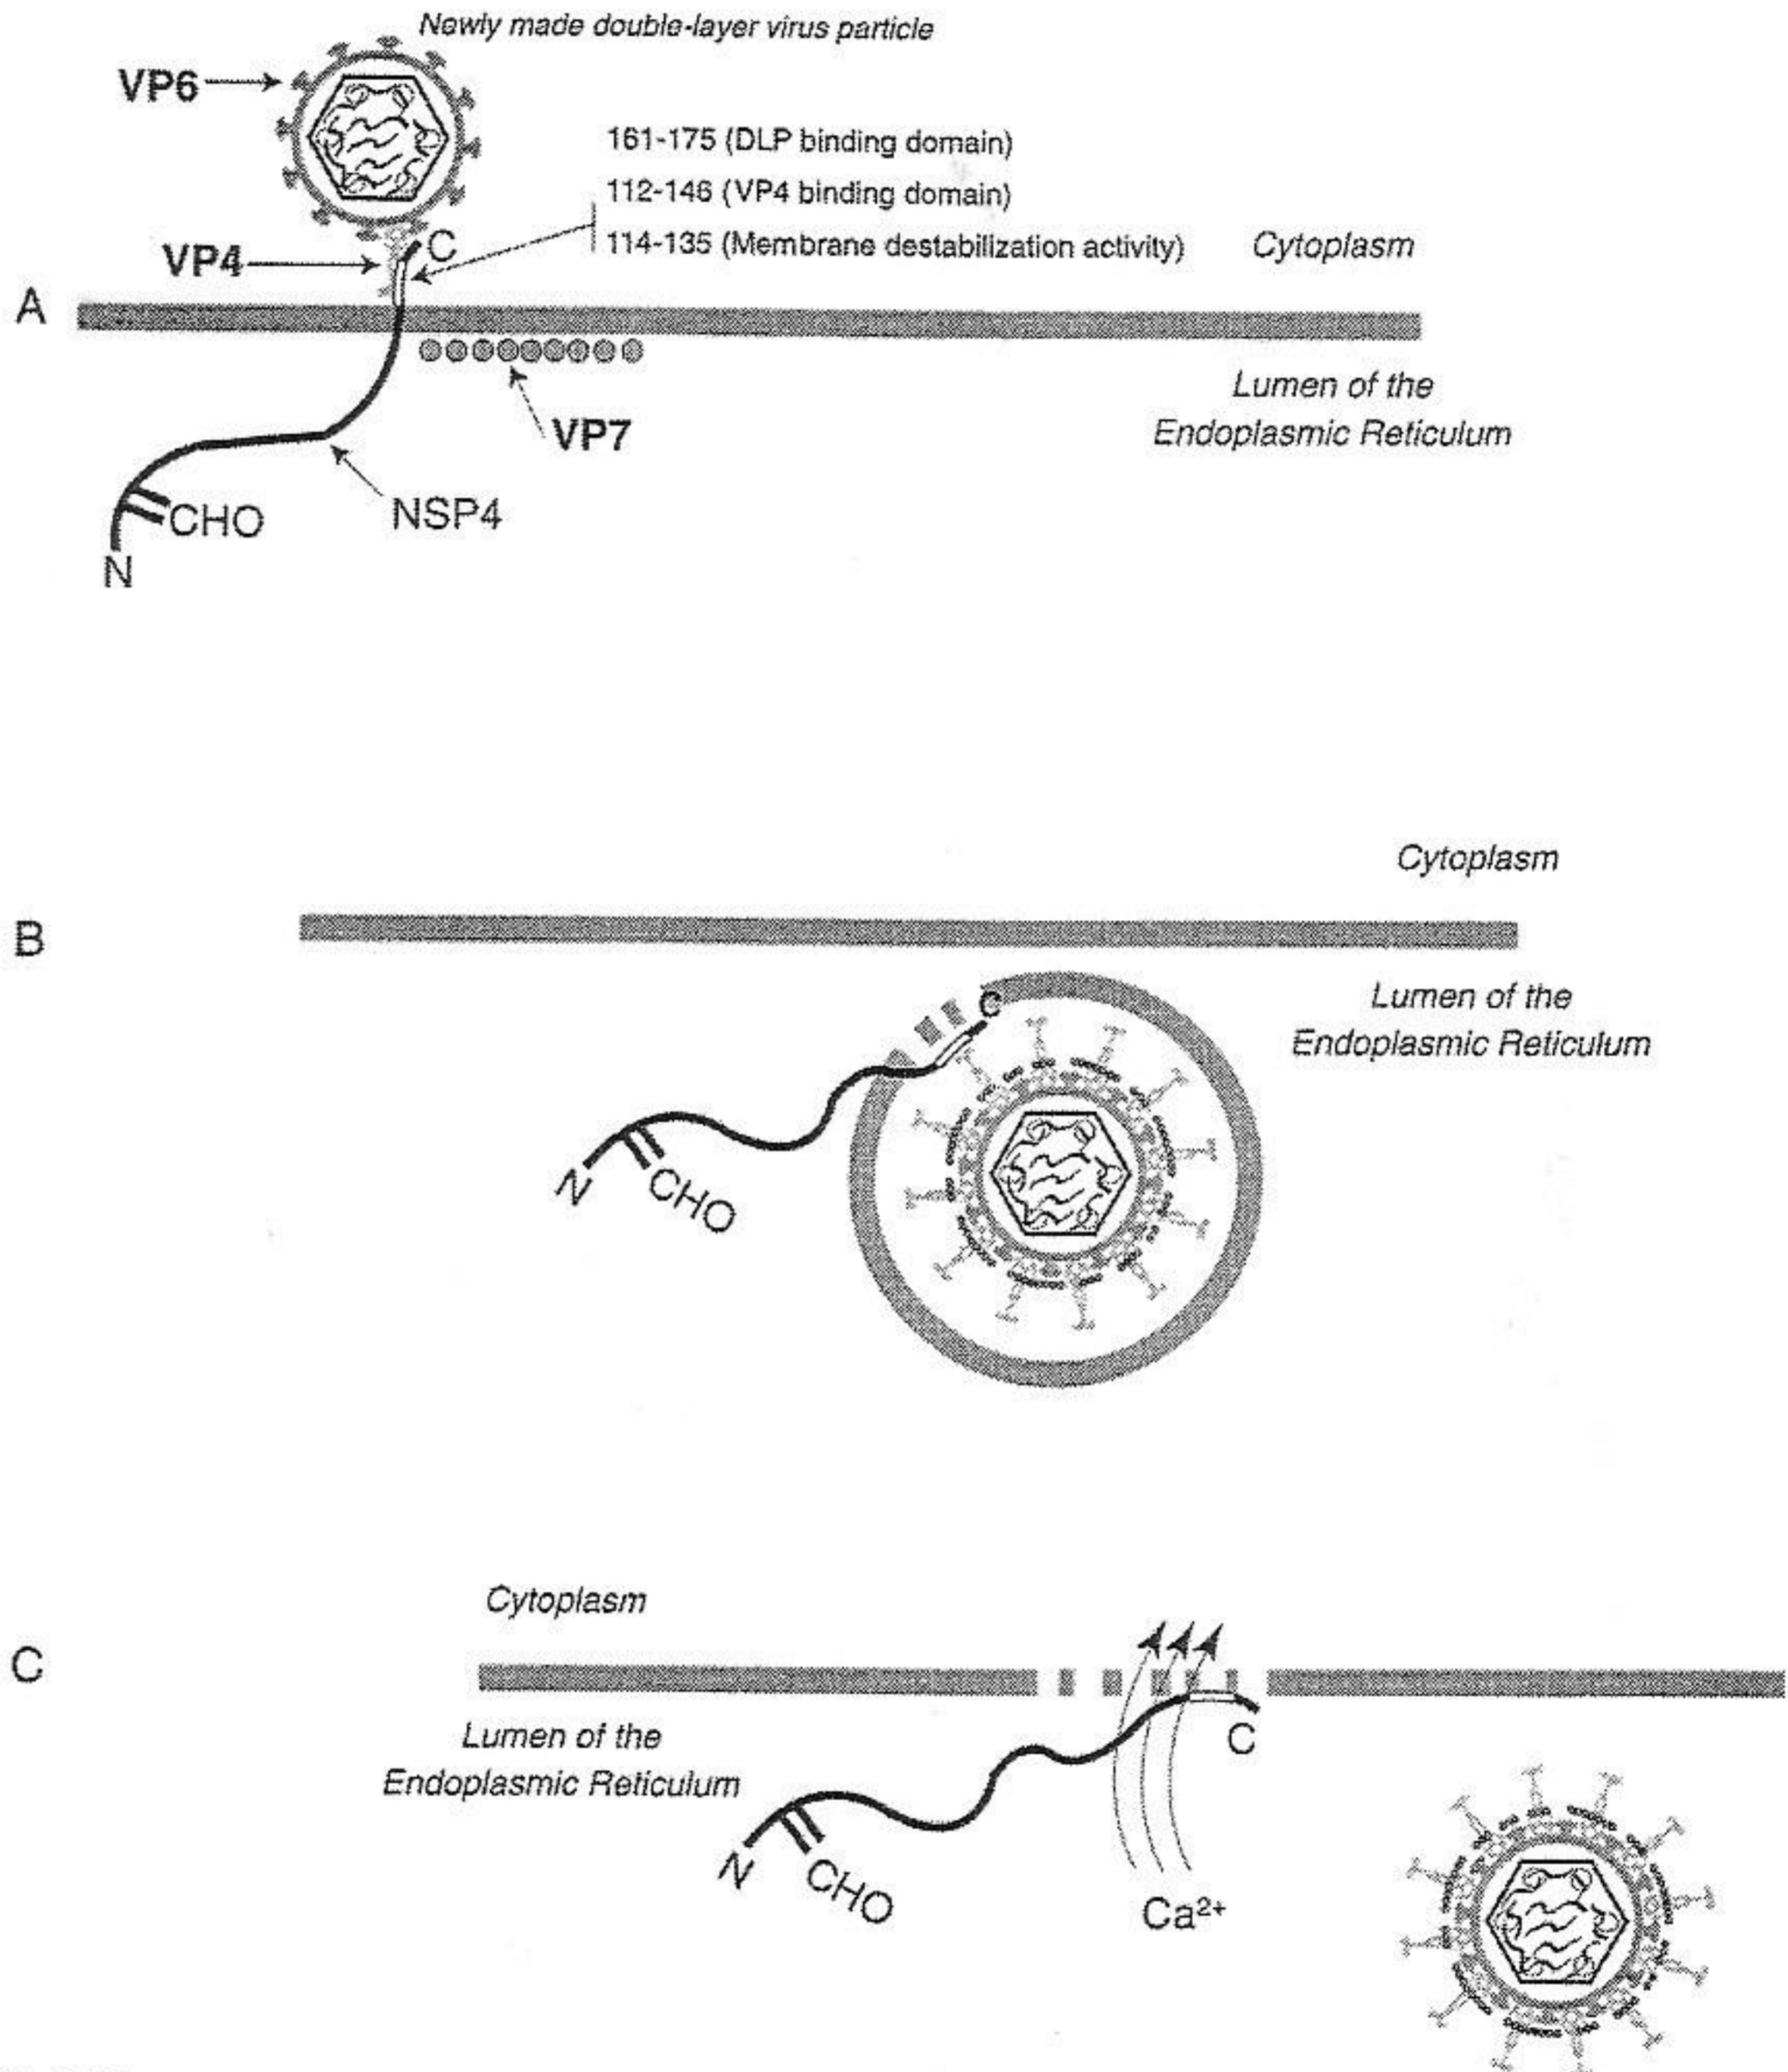 Newly made double-layer virus particle
VP6
161-175 (DLP binding domain)
112-146 (VP4 binding domain)
114-135 (Membrane destabilization activity)
C
VP4
Cytoplasm
A
Lumen of the
Endoplasmic Reticulum
VP7
NSP4
CHO
N
Cytoplasm
B
Lumen of the
Endoplasmic Reticulum
C
N
CHO
Cytoplasm
C
Lumen of the
Endoplasmic Reticulum
C
N
CHO
Ca²⁺